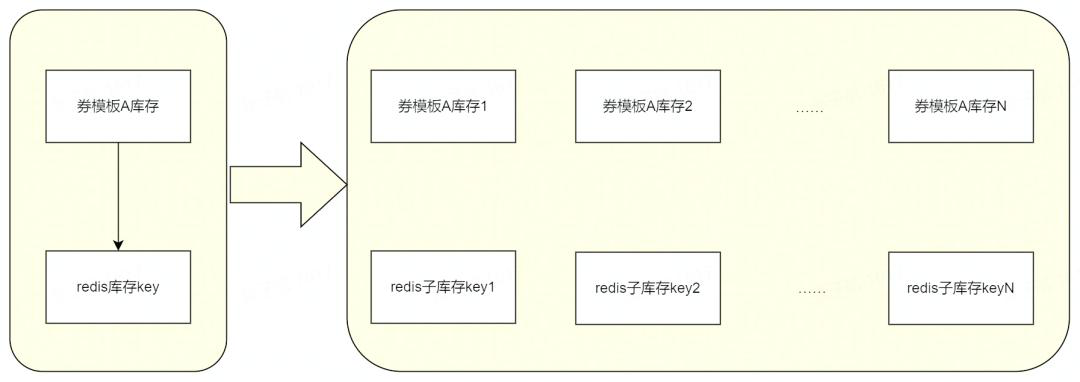 券模板A库存
券模板A库存1
券模板A库存2
......
券模板A库存N
redis库存key
redis子库存key1
redis子库存key2
......
redis子库存keyN